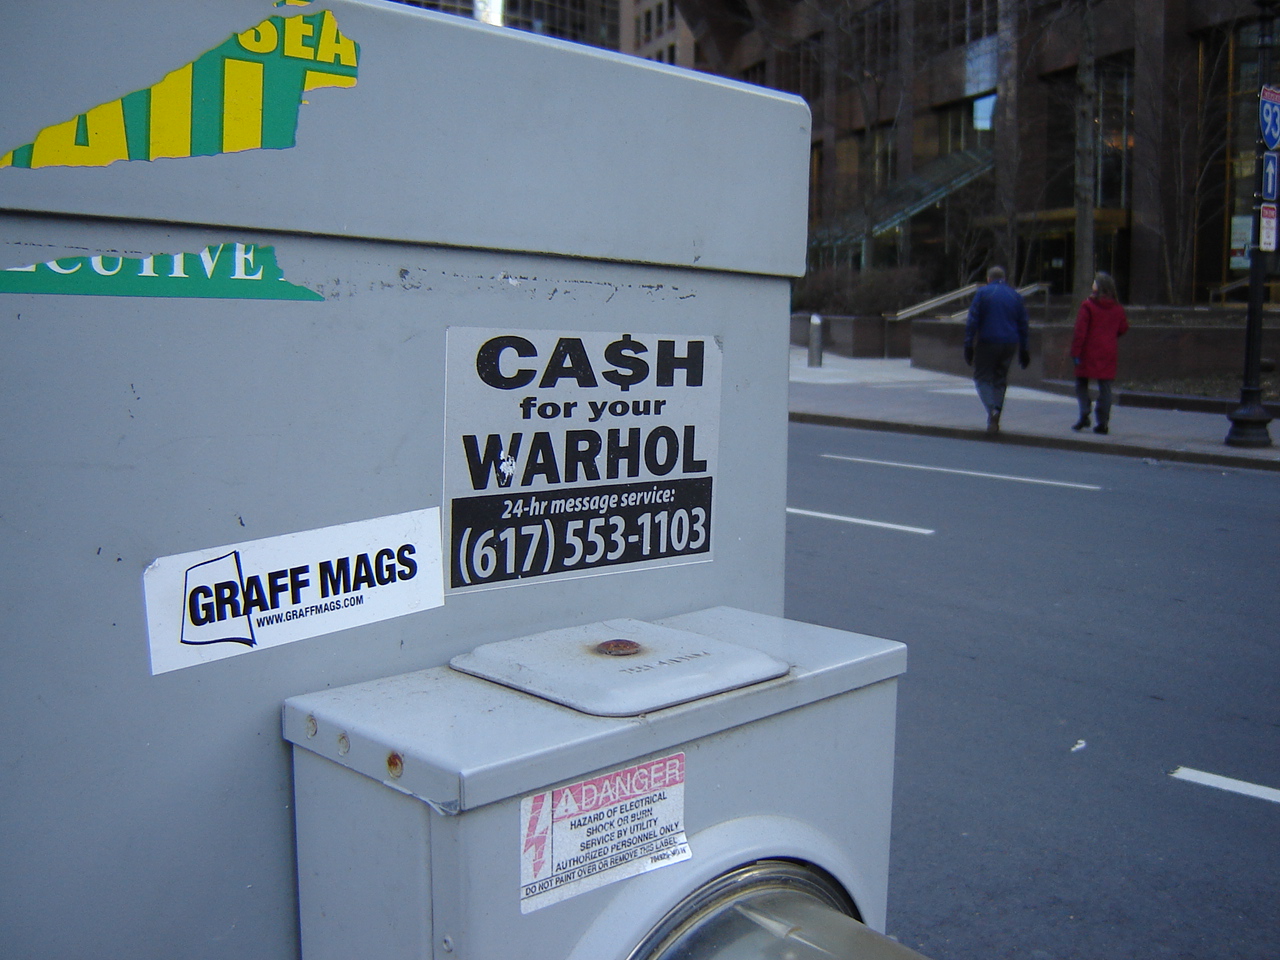 SEA
ECUTIVE
CA$H
for your
WARHOL
24-hr message service:
(617) 553-1103
GRAFF MAGS
WWW.GRAFFMAGS.COM
DANGER
HAZARD OF ELECTRICAL
SHOCK OR BURN
SERVICE BY UTILITY
AUTHORIZED PERSONNEL ONLY
DO NOT PAINT OVER OR REMOVE THIS LABEL
93